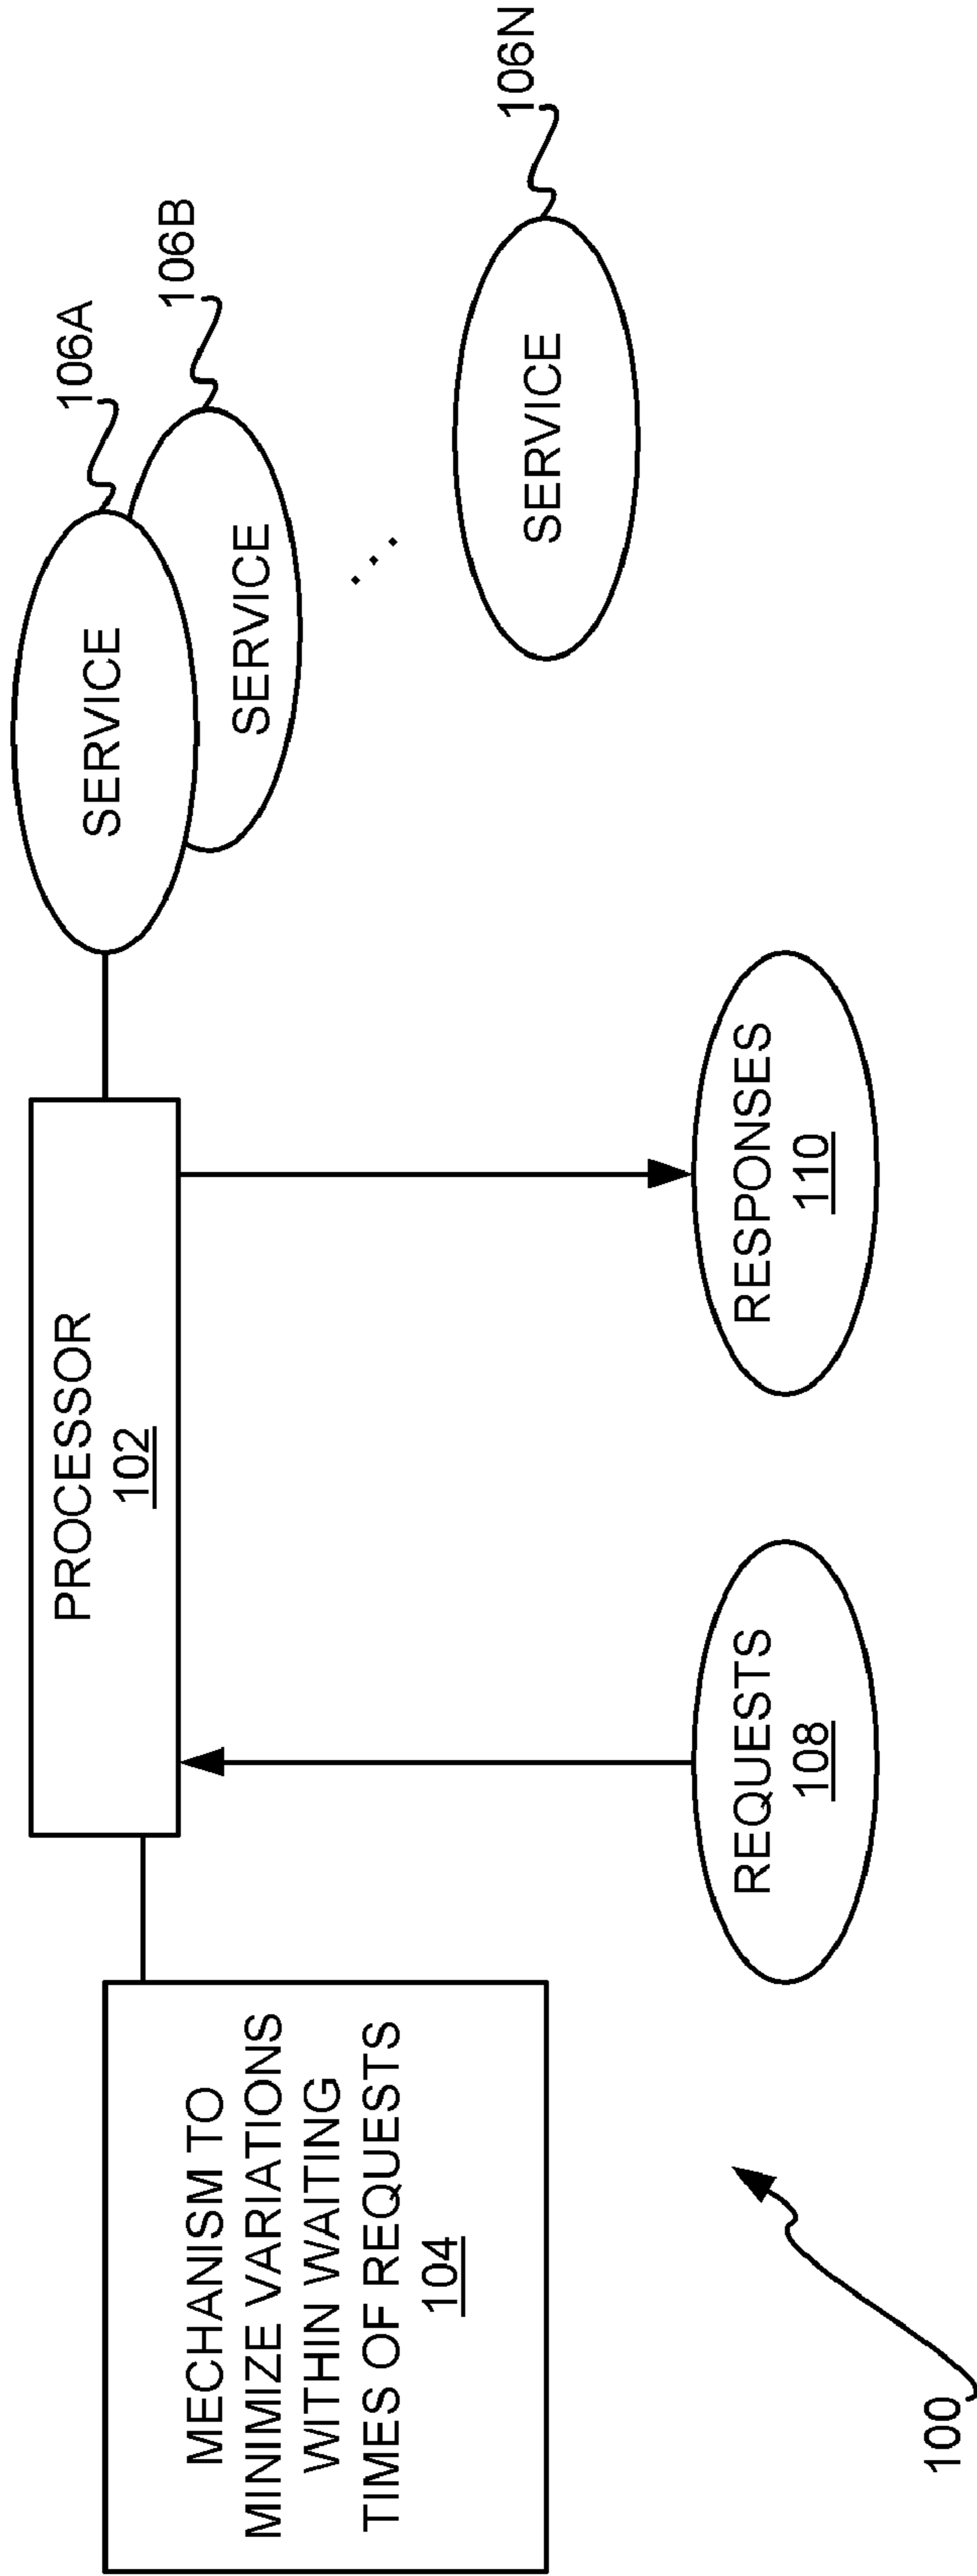 MECHANISM TO
MINIMIZE VARIATIONS
WITHIN WAITING
TIMES OF REQUESTS
104
PROCESSOR
102
SERVICE
106A
SERVICE
106B
SERVICE
106N
REQUESTS
108
RESPONSES
110
100